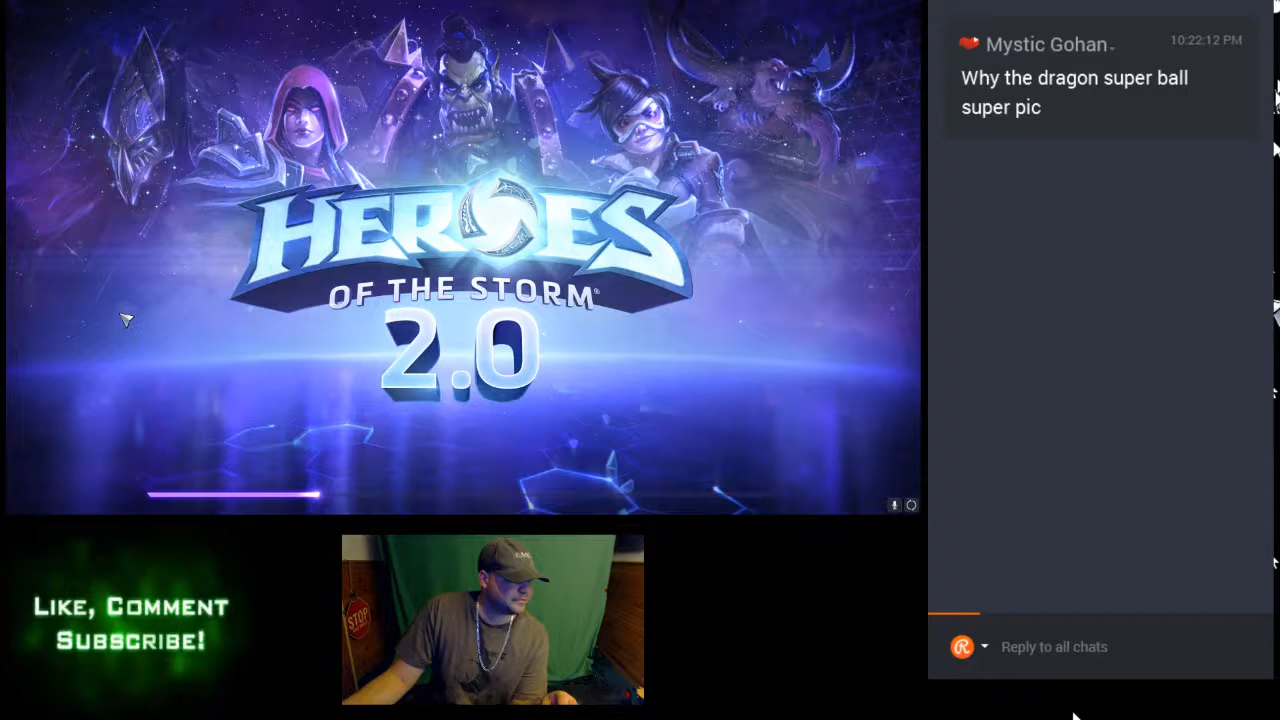 HEROES
OF THE STORM®
2.0
Mystic Gohan
10:22:12 PM
Why the dragon super ball
super pic
Reply to all chats
LIKE, COMMENT
SUBSCRIBE!
STOP